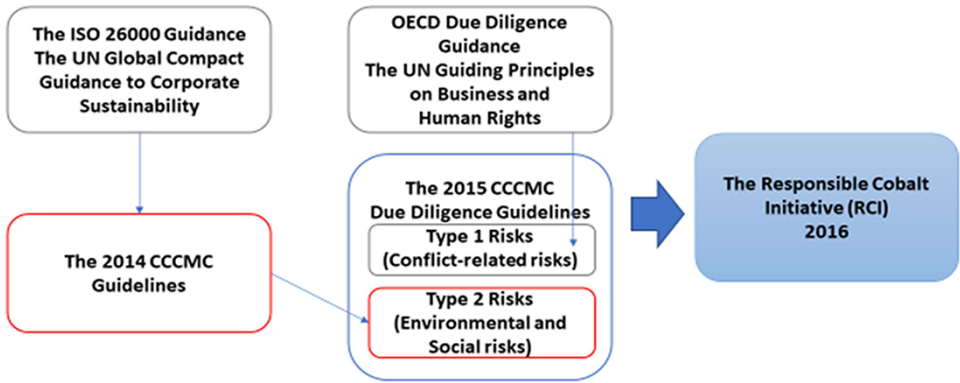 The ISO 26000 Guidance
The UN Global Compact
Guidance to Corporate
Sustainability
OECD Due Diligence
Guidance
The UN Guiding Principles
on Business and
Human Rights
The 2014 CCCMC
Guidelines
The 2015 CCCMC
Due Diligence Guidelines
Type 1 Risks
(Conflict-related risks)
Type 2 Risks
(Environmental and
Social risks)
The Responsible Cobalt
Initiative (RCI)
2016